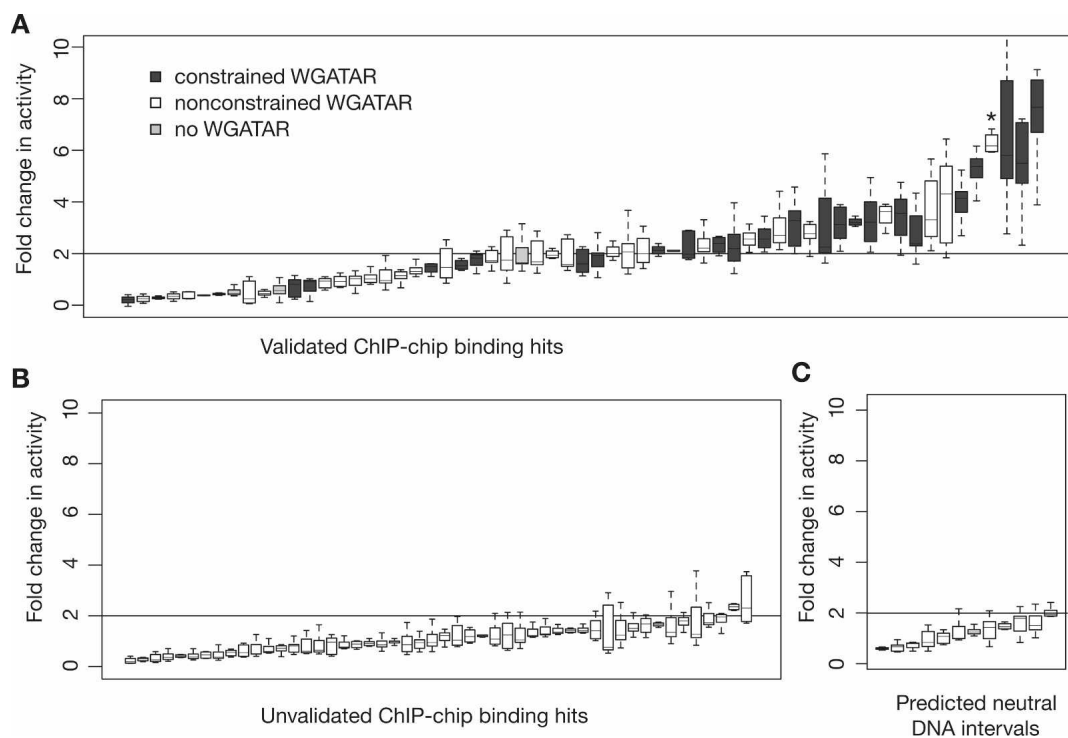 A
10
8
6
4
2
0
Fold change in activity
constrained WGATAR
nonconstrained WGATAR
no WGATAR
*
Validated ChIP-chip binding hits
B
10
8
6
4
2
0
Fold change in activity
Unvalidated ChIP-chip binding hits
C
10
8
6
4
2
0
Fold change in activity
Predicted neutral
DNA intervals